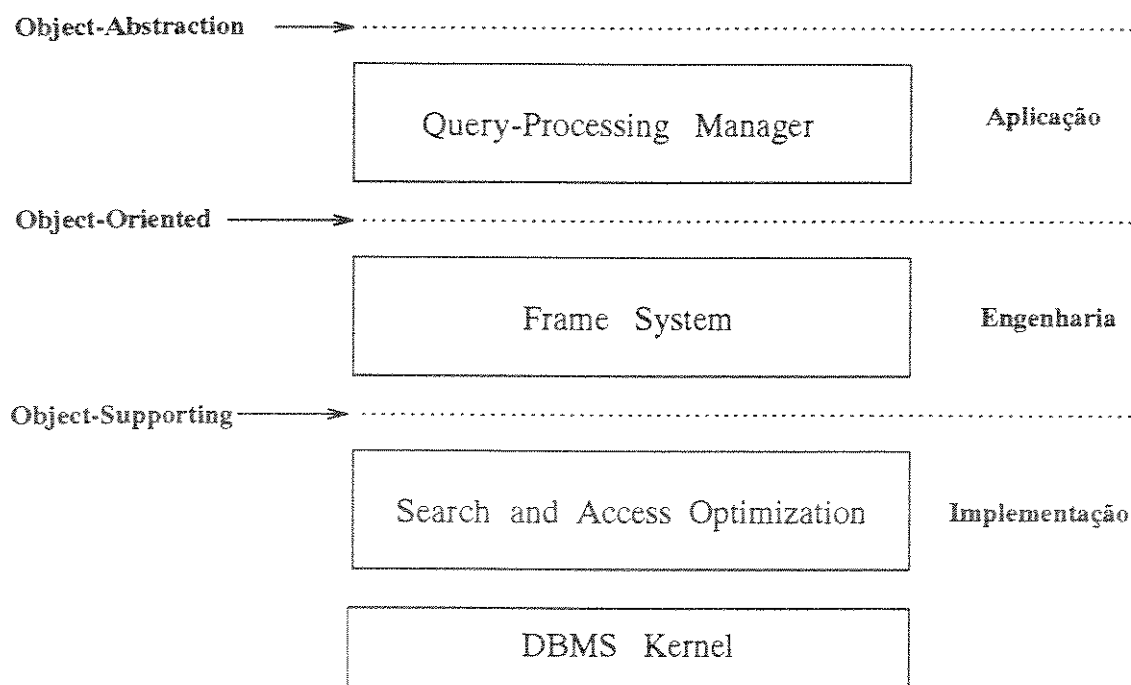 Object-Abstraction
Query-Processing Manager
Aplicação
Object-Oriented
Frame System
Engenharia
Object-Supporting
Search and Access Optimization
Implementação
DBMS Kernel